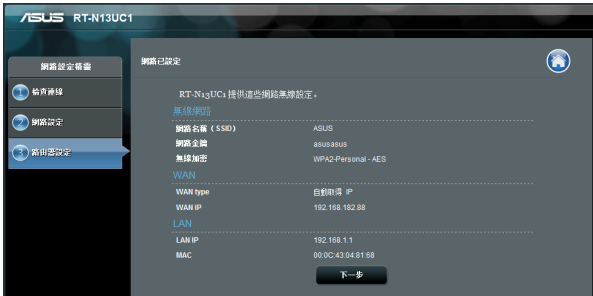 ASUS RT-N13UC1
網路設定精靈
1 檢查連線
2 網路設定
3 路由器設定
網路已設定
RT-N13UC1 提供這些網路無線設定。
無線網路
網路名稱 (SSID) ASUS
網路金鑰 asusasus
無線加密 WPA2-Personal - AES
WAN
WAN type 自動取得 IP
WAN IP 192.168.182.88
LAN
LAN IP 192.168.1.1
MAC 00:0C:43:04:81:68
下一步